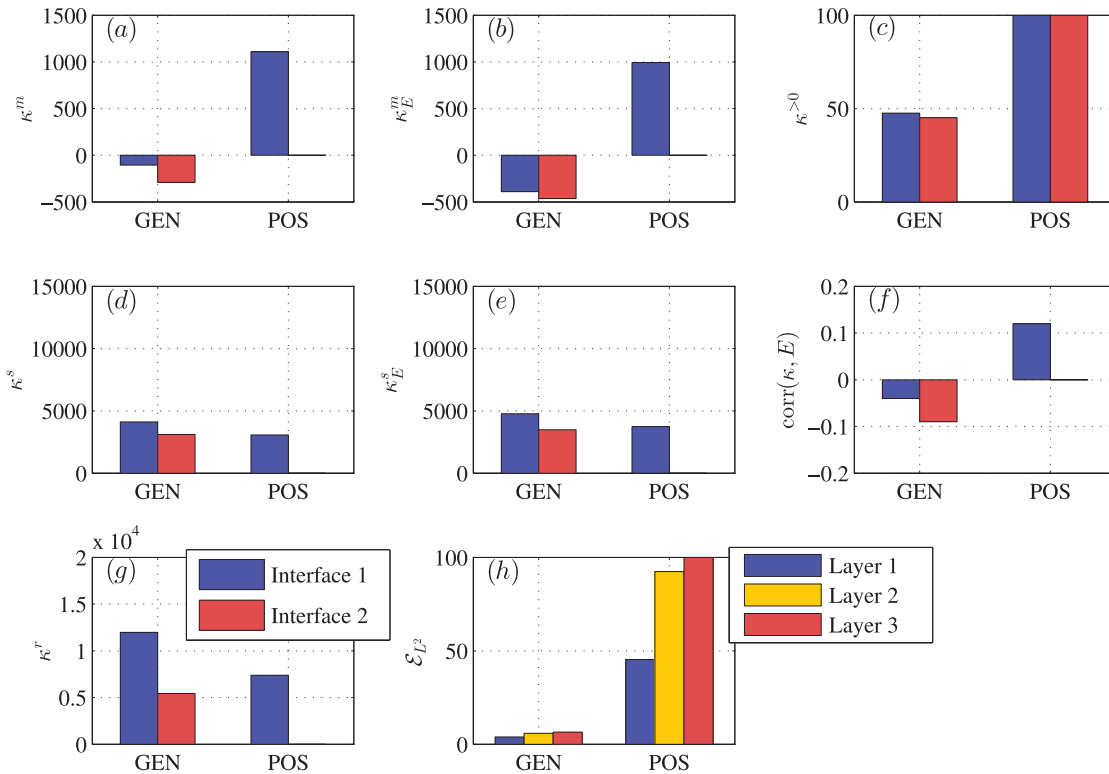 (a)
1500
1000
500
0
−500
κ^m
GEN POS
(b)
1500
1000
500
0
−500
κ_E^m
GEN POS
(c)
100
50
0
κ^{>0}
GEN POS
(d)
15000
10000
5000
0
κ^s
GEN POS
(e)
15000
10000
5000
0
κ_E^s
GEN POS
(f)
0.2
0.1
0
−0.1
−0.2
corr(κ, E)
GEN POS
x 10^4
(g)
2
1.5
1
0.5
0
κ^r
GEN POS
Interface 1
Interface 2
(h)
100
50
0
ℰ_{L²}
GEN POS
Layer 1
Layer 2
Layer 3